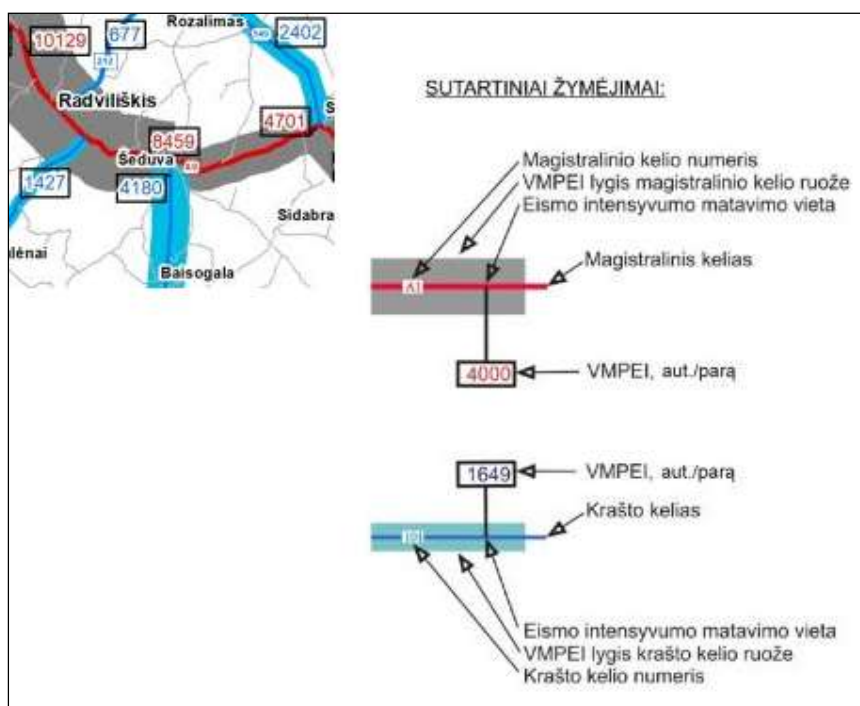 Rozalimas
10129
677
2402
Radviliškis
4701
8459
Šeduva
1427
4180
Sidabra
Baisogala
SUTARTINIAI ŽYMĖJIMAI:
Magistralinio kelio numeris
VMPEI lygis magistralinio kelio ruože
Eismo intensyvumo matavimo vieta
Magistralinis kelias
A1
4000
VMPEI, aut./parą
1649
VMPEI, aut./parą
Krašto kelias
Eismo intensyvumo matavimo vieta
VMPEI lygis krašto kelio ruože
Krašto kelio numeris